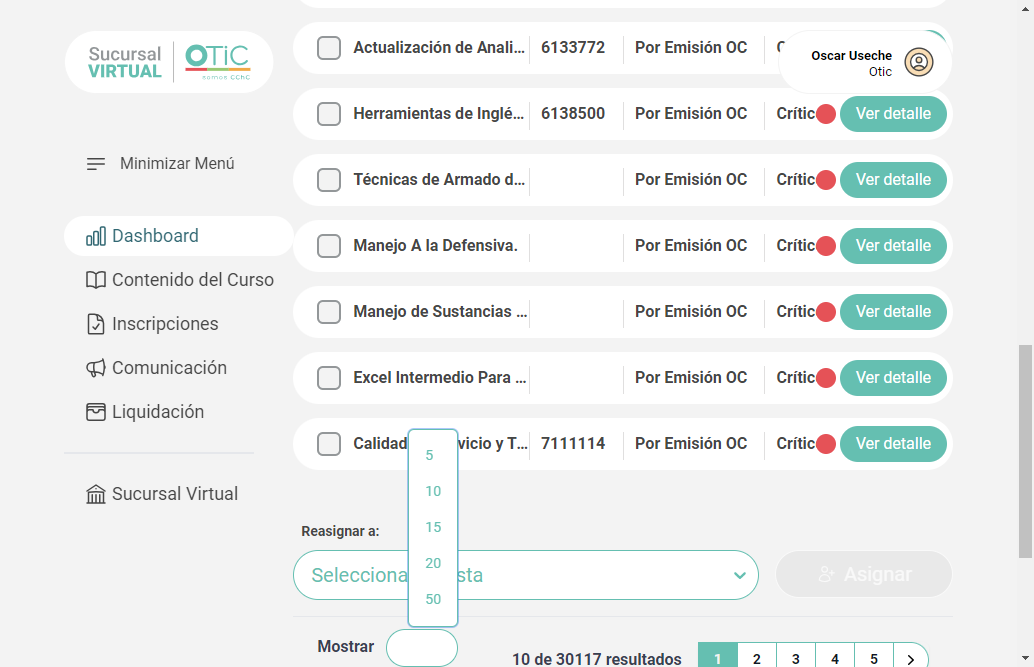 Sucursal
VIRTUAL
OTiC
somos CChC
Oscar Useche
Otic
Minimizar Menú
Dashboard
Contenido del Curso
Inscripciones
Comunicación
Liquidación
Sucursal Virtual
Actualización de Anali... 6133772 Por Emisión OC
Herramientas de Inglé... 6138500 Por Emisión OC Crític Ver detalle
Técnicas de Armado d... Por Emisión OC Crític Ver detalle
Manejo A la Defensiva. Por Emisión OC Crític Ver detalle
Manejo de Sustancias ... Por Emisión OC Crític Ver detalle
Excel Intermedio Para ... Por Emisión OC Crític Ver detalle
Calidad vicio y T... 7111114 Por Emisión OC Crític Ver detalle
5
10
15
20
50
Reasignar a:
Selecciona sta
Asignar
Mostrar
10 de 30117 resultados 1 2 3 4 5